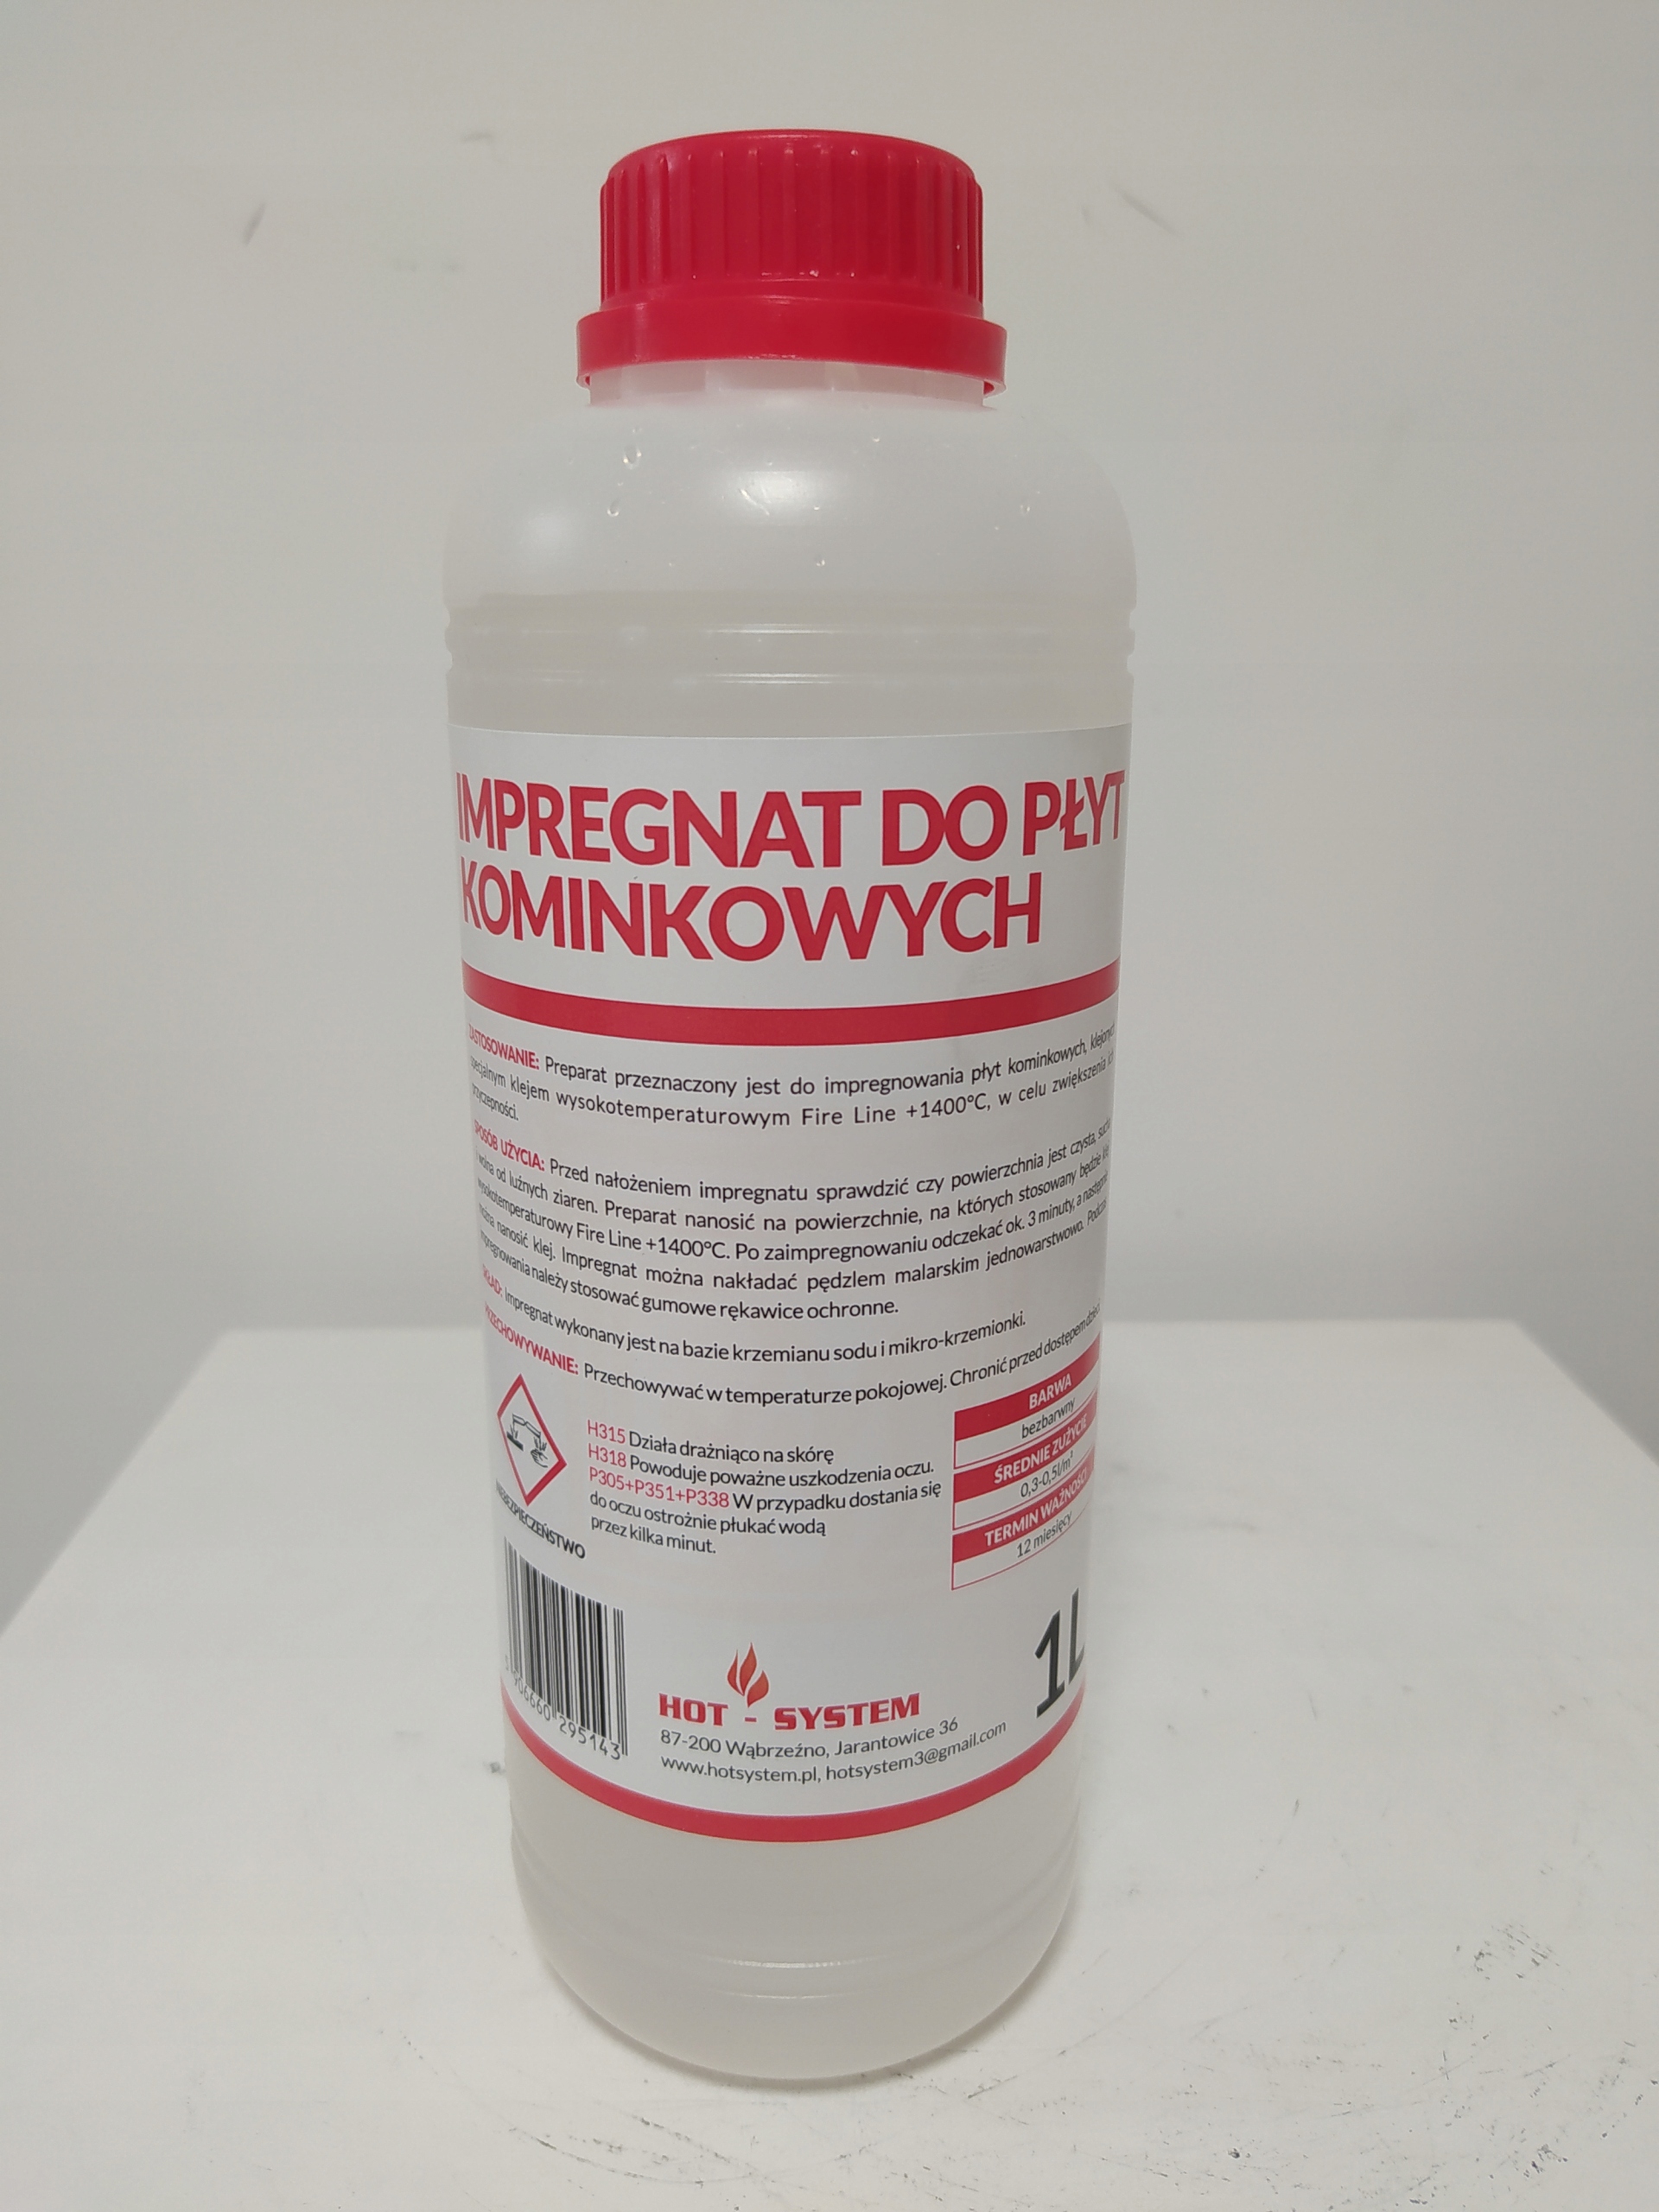 IMPREGNAT DO PŁYT
KOMINKOWYCH
ZASTOSOWANIE: Preparat przeznaczony jest do impregnowania płyt kominkowych, klejonych
specjalnym klejem wysokotemperaturowym Fire Line +1400°C, w celu zwiększenia ich
przyczepności.
SPOSÓB UŻYCIA: Przed nałożeniem impregnatu sprawdzić czy powierzchnia jest czysta, sucha
i wolna od luźnych ziaren. Preparat nanosić na powierzchnie, na których stosowany będzie klej
wysokotemperaturowy Fire Line +1400°C. Po zaimpregnowaniu odczekać ok. 3 minuty, a następnie
można nanosić klej. Impregnat można nakładać pędzlem malarskim jednowarstwowo. Podczas
impregnowania należy stosować gumowe rękawice ochronne.
SKŁAD: Impregnat wykonany jest na bazie krzemianu sodu i mikro-krzemionki.
PRZECHOWYWANIE: Przechowywać w temperaturze pokojowej. Chronić przed dostępem dzieci.
H315 Działa drażniąco na skórę
H318 Powoduje poważne uszkodzenia oczu.
P305+P351+P338 W przypadku dostania się
do oczu ostrożnie płukać wodą
przez kilka minut.
NIEBEZPIECZEŃSTWO
BARWA
bezbarwny
ŚREDNIE ZUŻYCIE
0,3-0,5l/m²
TERMIN WAŻNOŚCI
12 miesięcy
1L
5 906660 295143
HOT - SYSTEM
87-200 Wąbrzeźno, Jarantowice 36
www.hotsystem.pl, hotsystem3@gmail.com